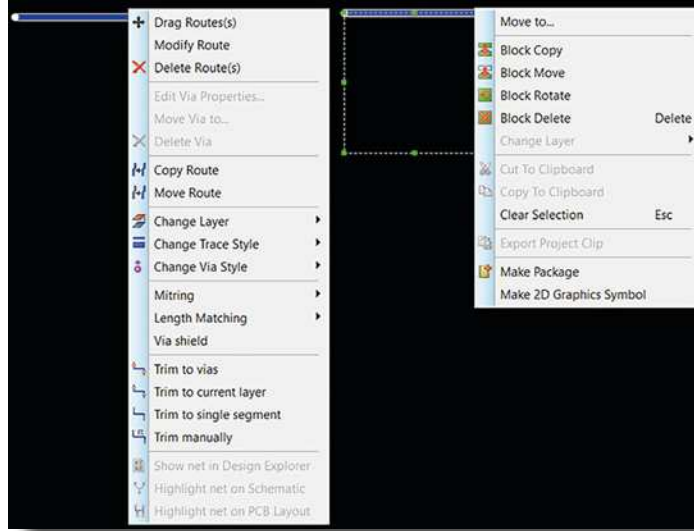 Drag Routes(s)
Modify Route
Delete Route(s)
Edit Via Properties...
Move Via to...
Delete Via
Copy Route
Move Route
Change Layer
Change Trace Style
Change Via Style
Mitring
Length Matching
Via shield
Trim to vias
Trim to current layer
Trim to single segment
Trim manually
Show net in Design Explorer
Highlight net on Schematic
Highlight net on PCB Layout
Move to...
Block Copy
Block Move
Block Rotate
Block Delete Delete
Change Layer
Cut To Clipboard
Copy To Clipboard
Clear Selection Esc
Export Project Clip
Make Package
Make 2D Graphics Symbol